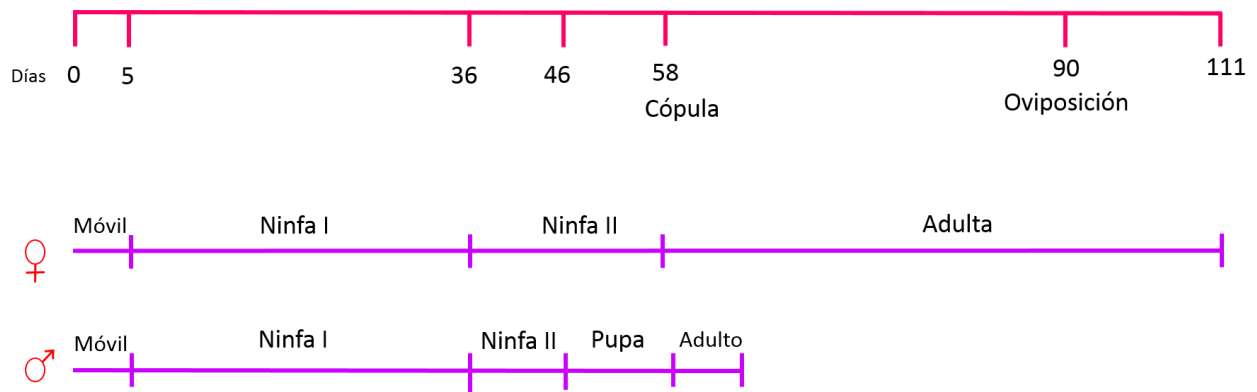 Días 0 5 36 46 58 90 111
Cópula Oviposición
Móvil Ninfa I Ninfa II Adulta
Móvil Ninfa I Ninfa II Pupa Adulto